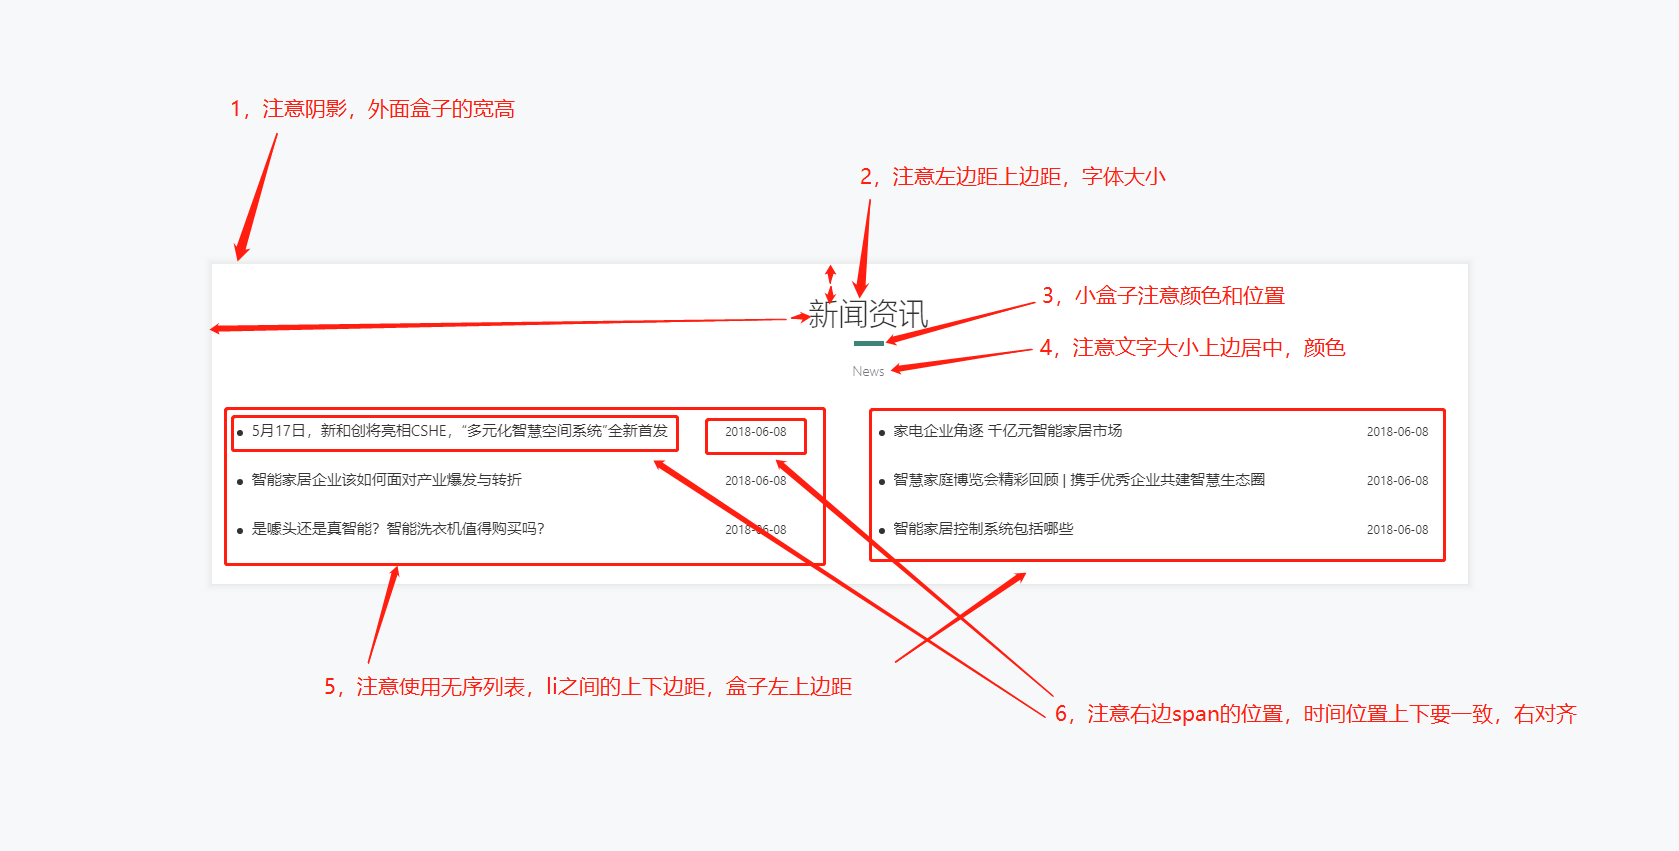 1，注意阴影，外面盒子的宽高
2，注意左边距上边距，字体大小
3，小盒子注意颜色和位置
新闻资讯
4，注意文字大小上边居中，颜色
News
5月17日，新和创将亮相CSHE，“多元化智慧空间系统”全新首发 2018-06-08
家电企业角逐 千亿元智能家居市场 2018-06-08
智能家居企业该如何面对产业爆发与转折 2018-06-08
智慧家庭博览会精彩回顾 | 携手优秀企业共建智慧生态圈 2018-06-08
是噱头还是真智能？智能洗衣机值得购买吗？ 2018-06-08
智能家居控制系统包括哪些 2018-06-08
5，注意使用无序列表，li之间的上下边距，盒子左上边距
6，注意右边span的位置，时间位置上下要一致，右对齐